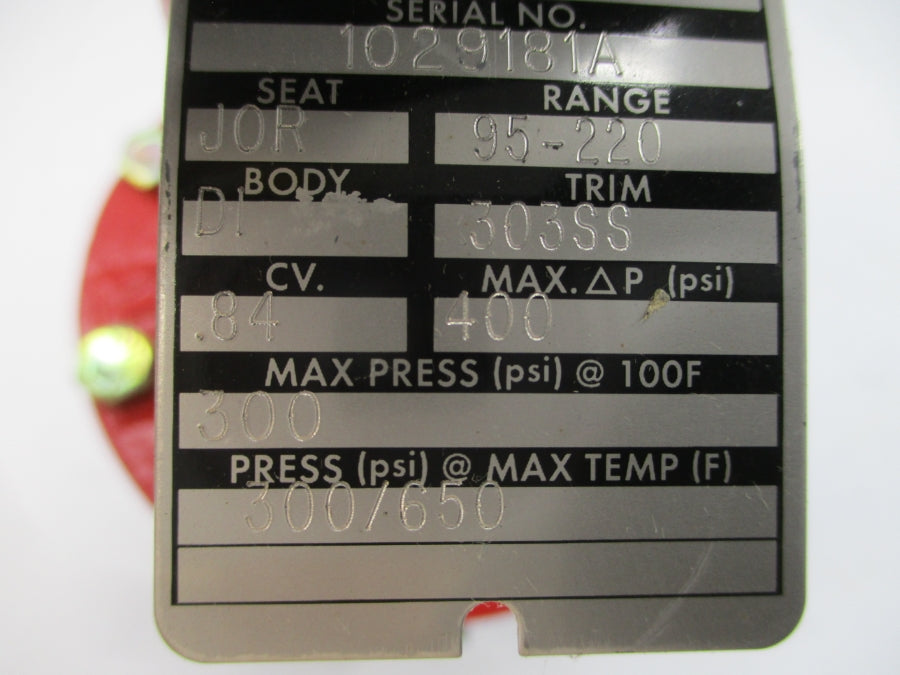 SERIAL NO.
1029181A
SEAT RANGE
JOR 95-220
BODY TRIM
DI 303SS
CV. MAX. △P (psi)
.84 400
MAX PRESS (psi) @ 100F
300
PRESS (psi) @ MAX TEMP (F)
300/650